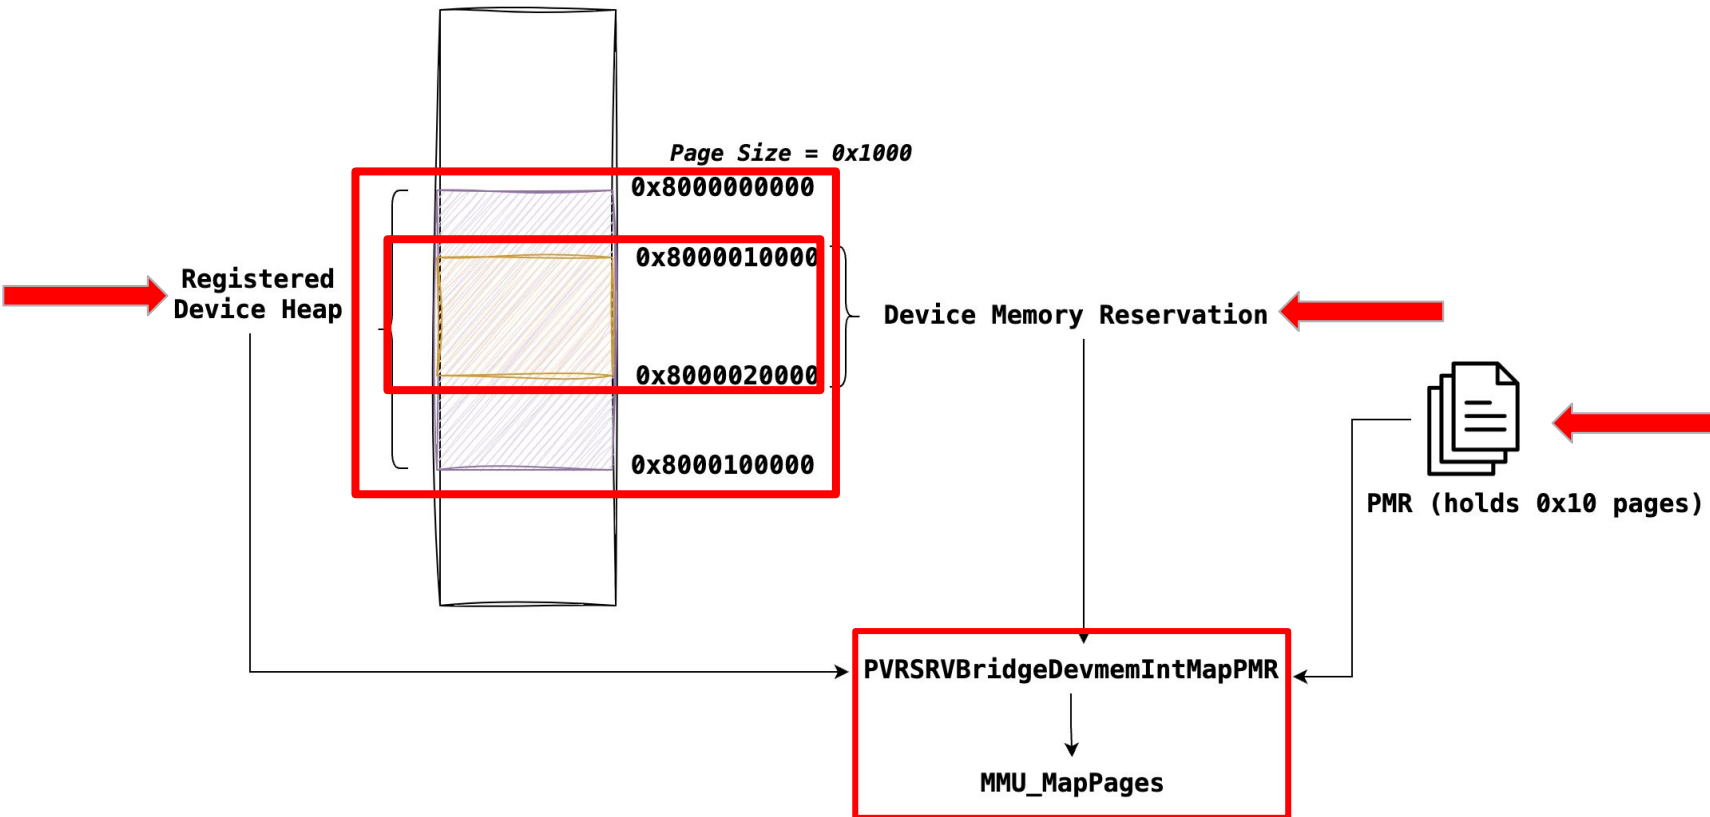 Page Size = 0x1000
0x8000000000
0x8000010000
Registered
Device Heap
Device Memory Reservation
0x8000020000
0x8000100000
PMR (holds 0x10 pages)
PVRSRVBridgeDevmemIntMapPMR
MMU_MapPages